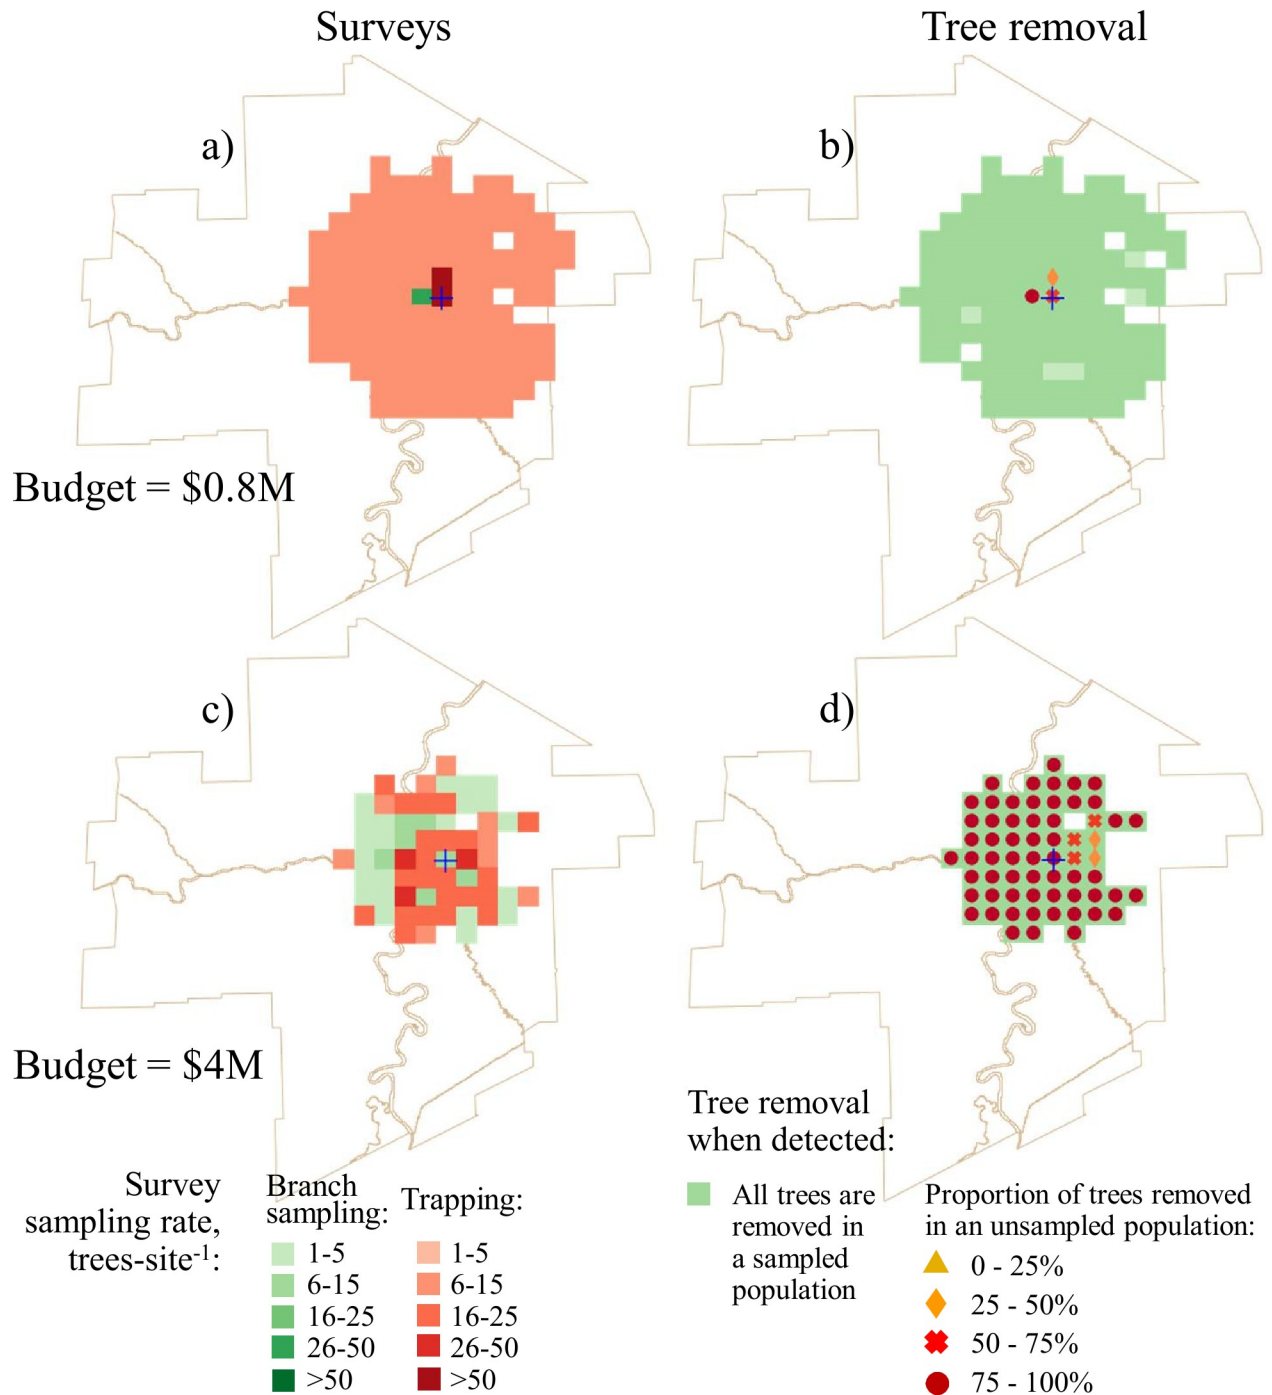 Surveys
Tree removal
a)
b)
Budget = $0.8M
c)
d)
Budget = $4M
Survey
sampling rate,
trees-site⁻¹:
Branch
sampling:
1-5
6-15
16-25
26-50
>50
Trapping:
1-5
6-15
16-25
26-50
>50
Tree removal
when detected:
All trees are
removed in
a sampled
population
Proportion of trees removed
in an unsampled population:
0 - 25%
25 - 50%
50 - 75%
75 - 100%